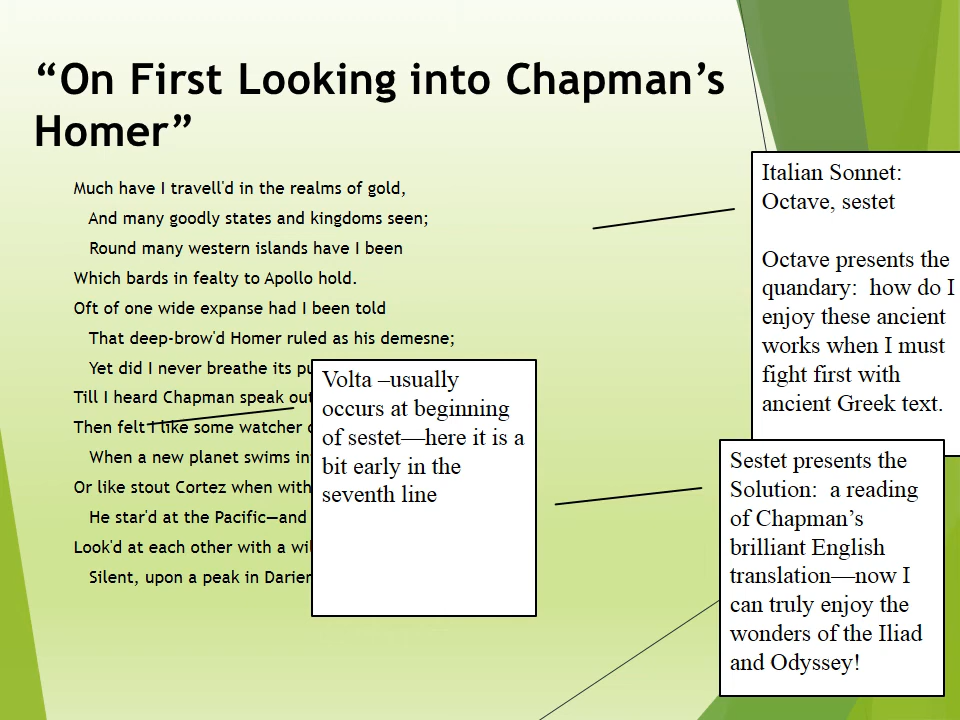 “On First Looking into Chapman’s
Homer”
Much have I travell'd in the realms of gold,
And many goodly states and kingdoms seen;
Round many western islands have I been
Which bards in fealty to Apollo hold.
Oft of one wide expanse had I been told
That deep-brow'd Homer ruled as his demesne;
Yet did I never breathe its
Till I heard Chapman speak
Then felt I like some watcher
When a new planet swims
Or like stout Cortez when
He star'd at the Pacific—and
Look'd at each other with a
Silent, upon a peak in Darien
Volta –usually
occurs at beginning
of sestet—here it is a
bit early in the
seventh line
Italian Sonnet:
Octave, sestet
Octave presents the
quandary:  how do I
enjoy these ancient
works when I must
fight first with
ancient Greek text.
Sestet presents the
Solution:  a reading
of Chapman’s
brilliant English
translation—now I
can truly enjoy the
wonders of the Iliad
and Odyssey!